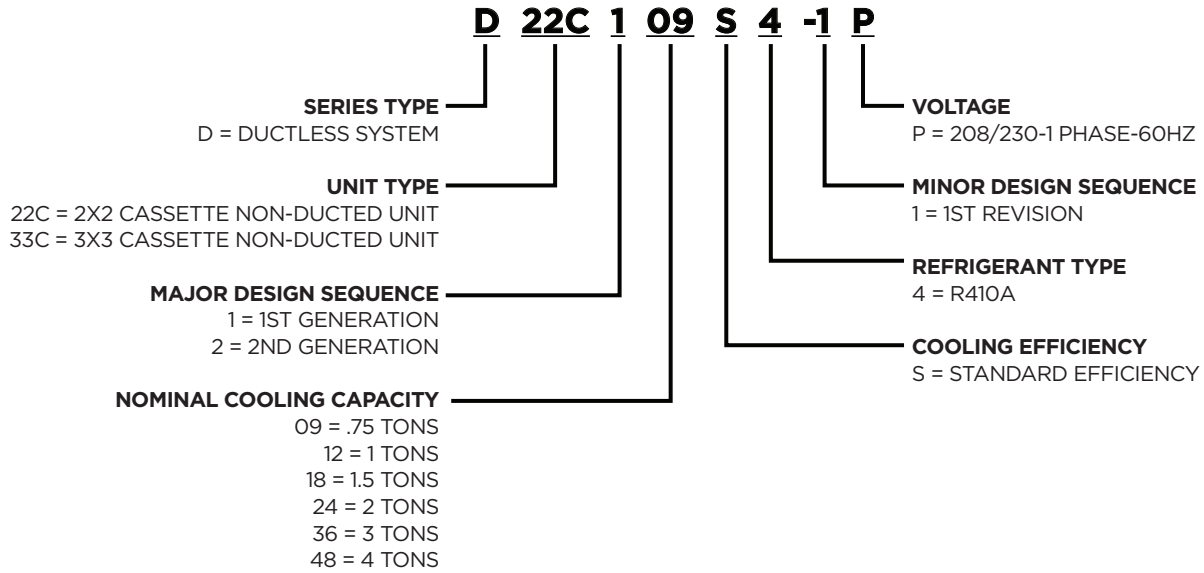 D 22C 1 09 S 4 -1 P
SERIES TYPE
D = DUCTLESS SYSTEM
UNIT TYPE
22C = 2X2 CASSETTE NON-DUCTED UNIT
33C = 3X3 CASSETTE NON-DUCTED UNIT
MAJOR DESIGN SEQUENCE
1 = 1ST GENERATION
2 = 2ND GENERATION
NOMINAL COOLING CAPACITY
09 = .75 TONS
12 = 1 TONS
18 = 1.5 TONS
24 = 2 TONS
36 = 3 TONS
48 = 4 TONS
VOLTAGE
P = 208/230-1 PHASE-60HZ
MINOR DESIGN SEQUENCE
1 = 1ST REVISION
REFRIGERANT TYPE
4 = R410A
COOLING EFFICIENCY
S = STANDARD EFFICIENCY